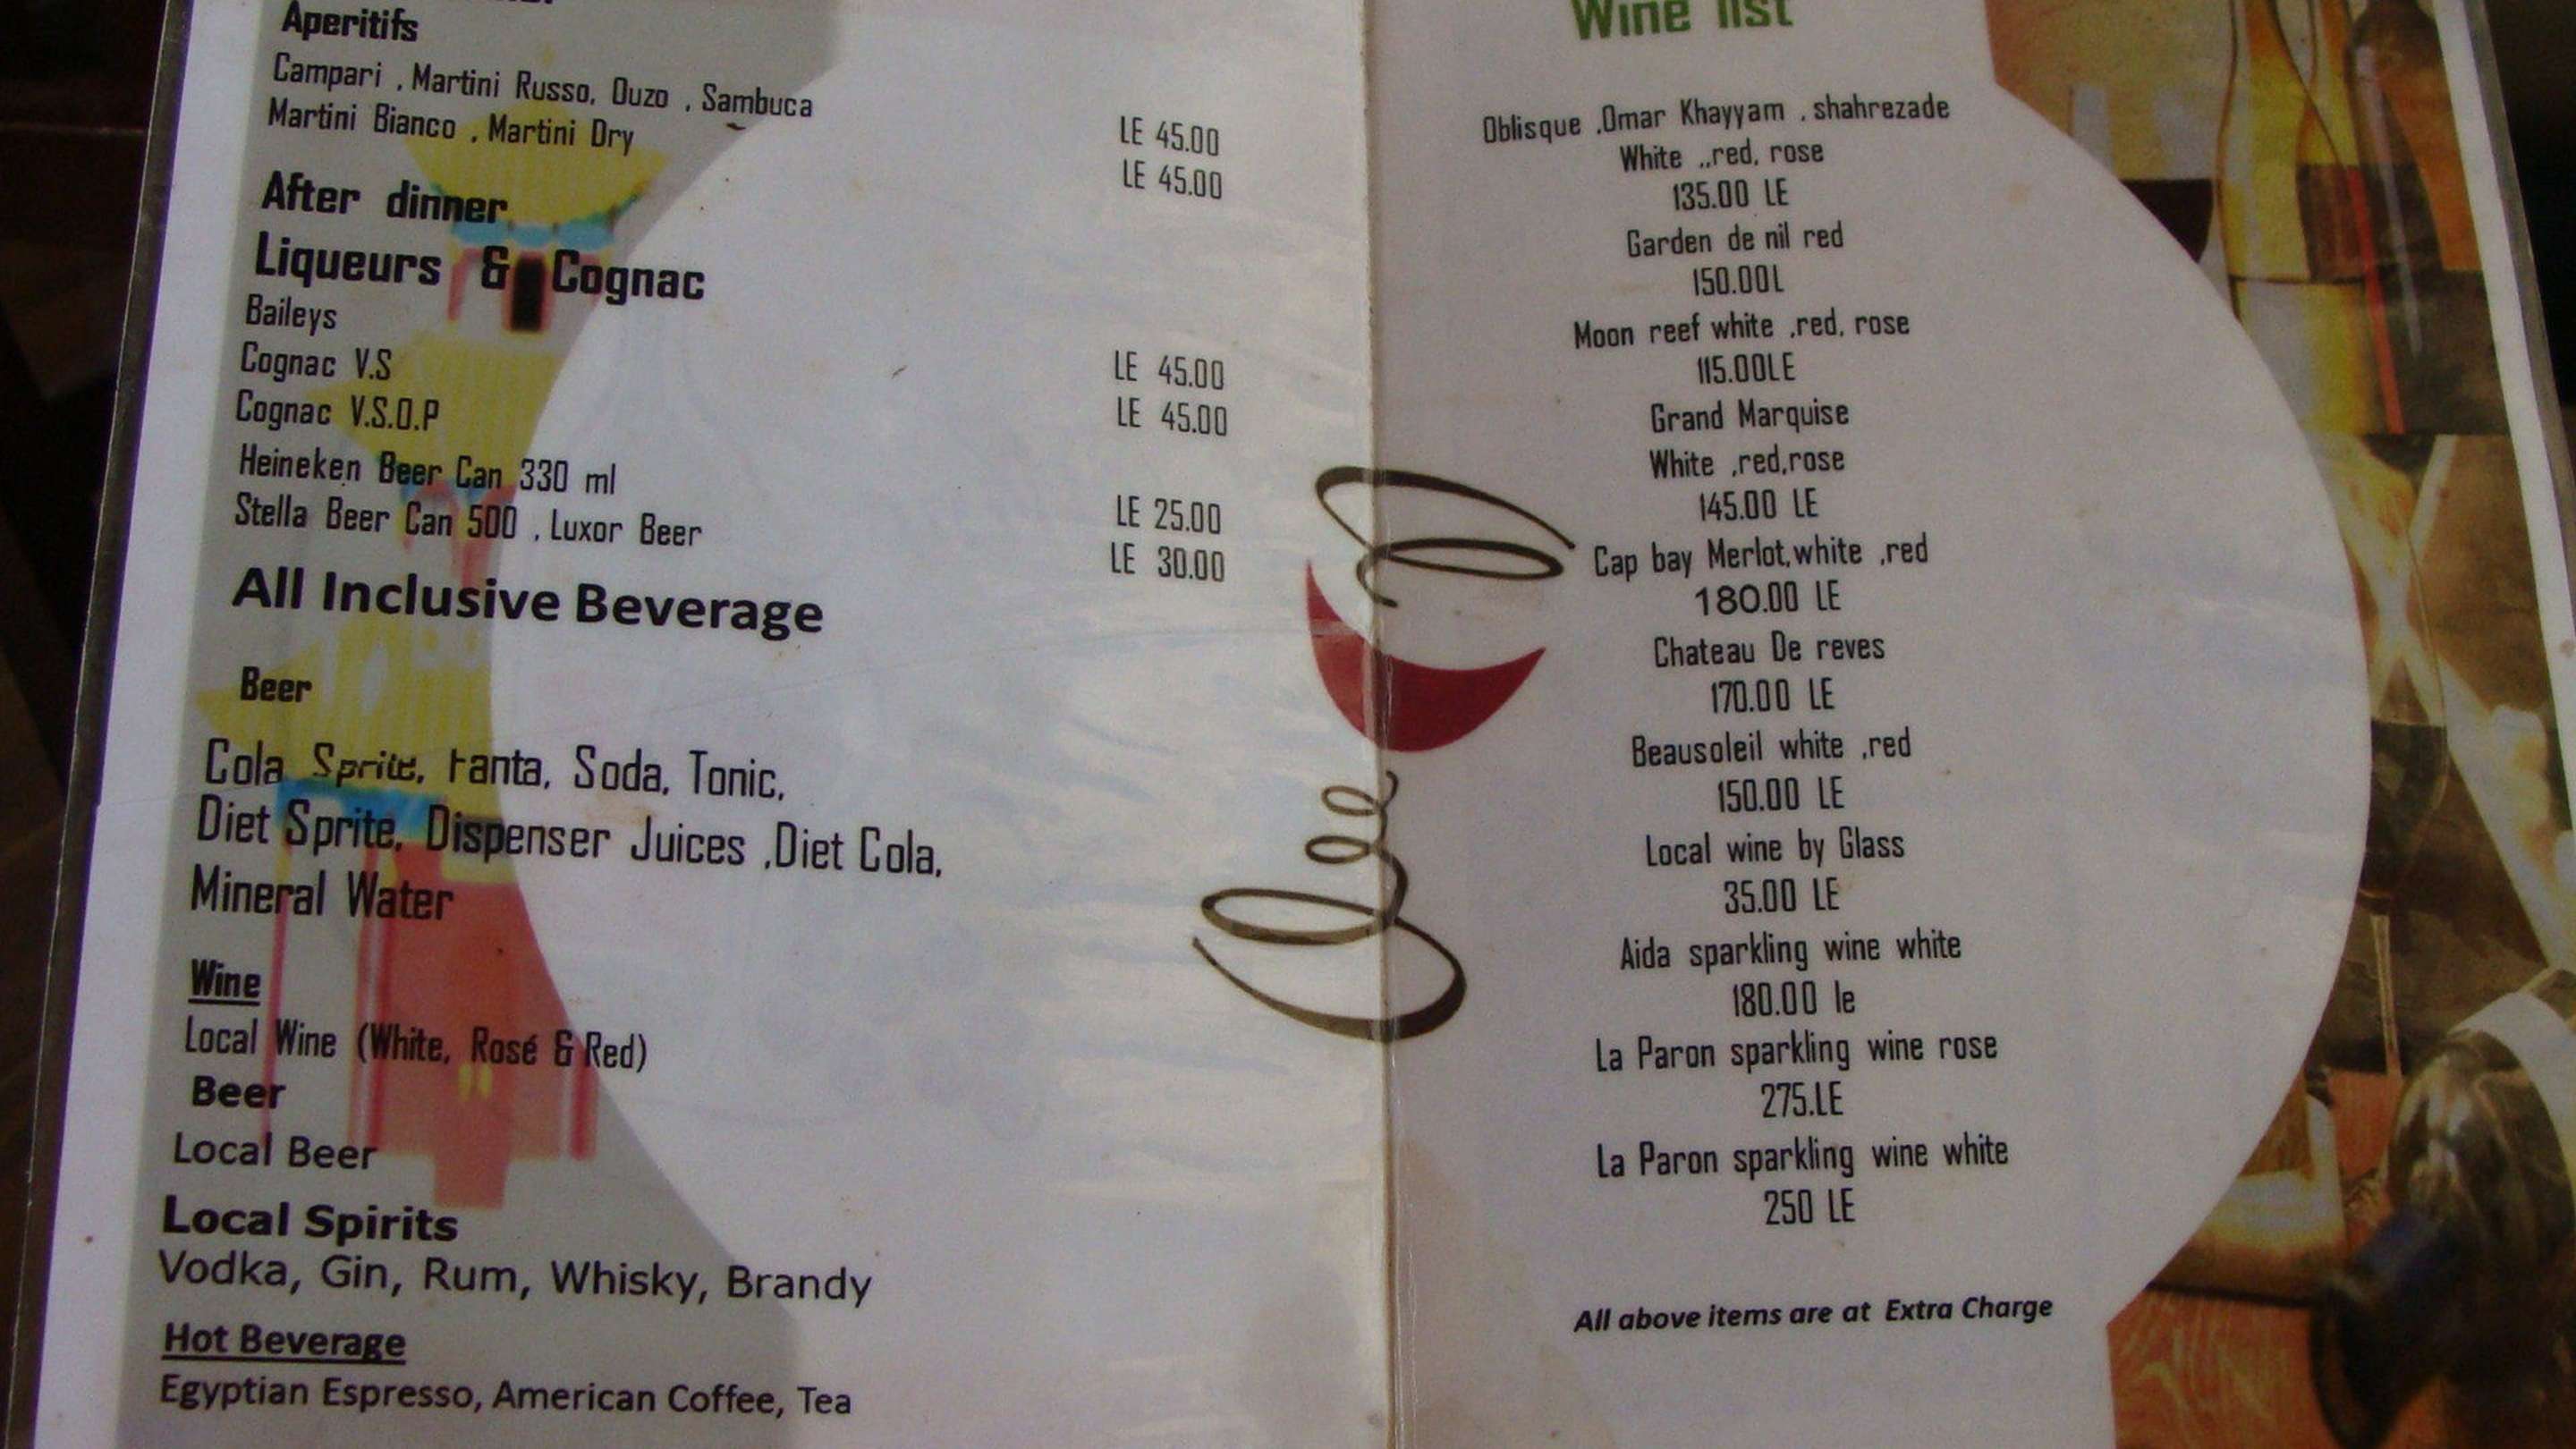 Aperitifs
Campari , Martini Russo, Ouzo , Sambuca
Martini Bianco , Martini Dry
LE 45.00
LE 45.00
After dinner
Liqueurs & Cognac
Baileys
Cognac V.S
Cognac V.S.O.P
LE 45.00
LE 45.00
Heineken Beer Can 330 ml
Stella Beer Can 500 , Luxor Beer
LE 25.00
LE 30.00
All Inclusive Beverage
Beer
Cola Sprite, Fanta, Soda, Tonic,
Diet Sprite, Dispenser Juices ,Diet Cola,
Mineral Water
Wine
Local Wine (White, Rosé & Red)
Beer
Local Beer
Local Spirits
Vodka, Gin, Rum, Whisky, Brandy
Hot Beverage
Egyptian Espresso, American Coffee, Tea
Wine list
Oblisque ,Omar Khayyam , shahrezade
White ,,red, rose
135.00 LE
Garden de nil red
150.00L
Moon reef white ,red, rose
115.00LE
Grand Marquise
White ,red,rose
145.00 LE
Cap bay Merlot,white ,red
180.00 LE
Chateau De reves
170.00 LE
Beausoleil white ,red
150.00 LE
Local wine by Glass
35.00 LE
Aida sparkling wine white
180.00 le
La Paron sparkling wine rose
275.LE
La Paron sparkling wine white
250 LE
All above items are at Extra Charge